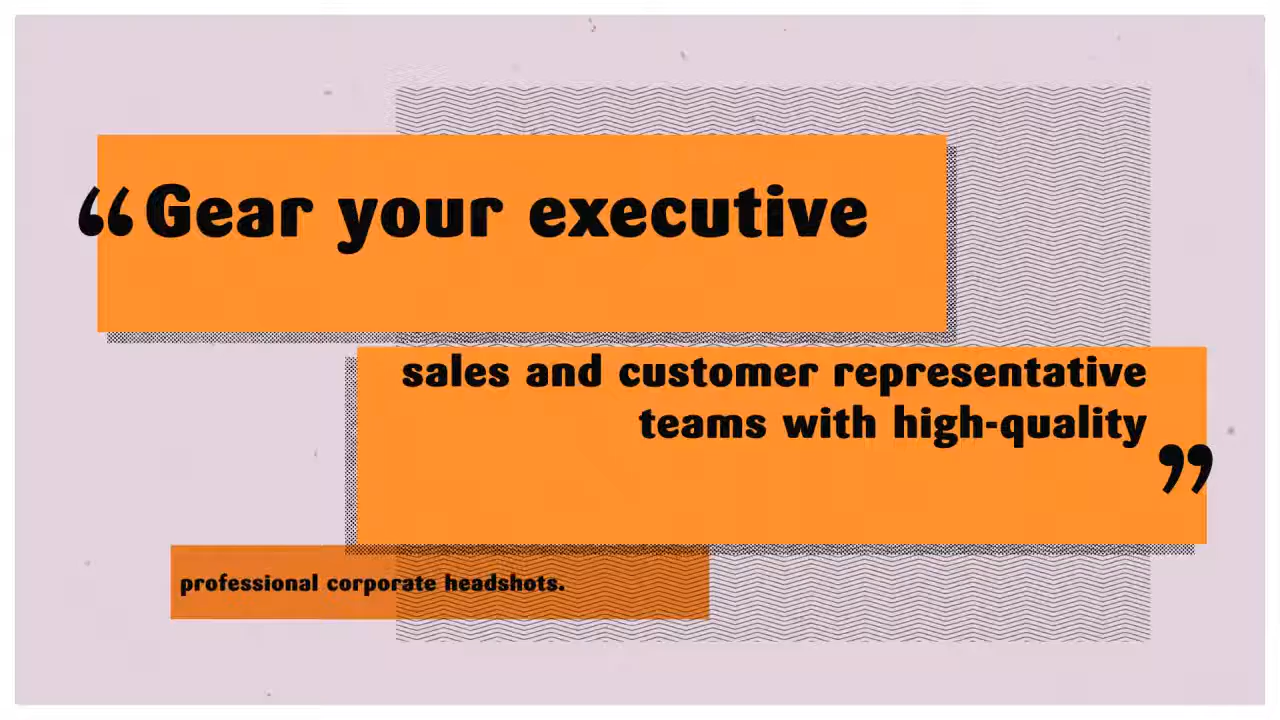 “Gear your executive
sales and customer representative
teams with high-quality
”
professional corporate headshots.